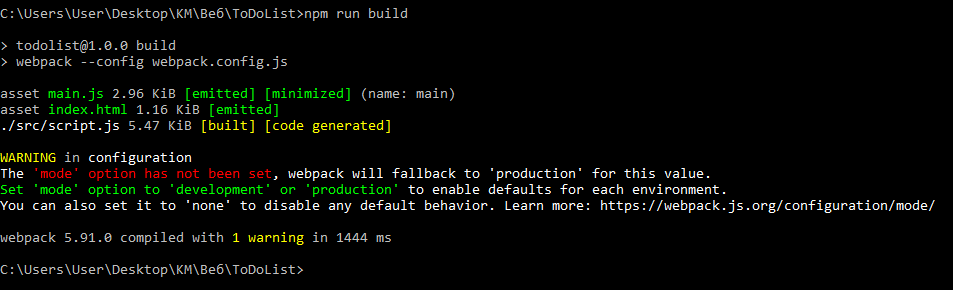 C:\Users\User\Desktop\KM\Веб\ToDoList>npm run build
> todolist@1.0.0 build
> webpack --config webpack.config.js
asset main.js 2.96 KiB [emitted] [minimized] (name: main)
asset index.html 1.16 KiB [emitted]
./src/script.js 5.47 KiB [built] [code generated]
WARNING in configuration
The 'mode' option has not been set, webpack will fallback to 'production' for this value.
Set 'mode' option to 'development' or 'production' to enable defaults for each environment.
You can also set it to 'none' to disable any default behavior. Learn more: https://webpack.js.org/configuration/mode/
webpack 5.91.0 compiled with 1 warning in 1444 ms
C:\Users\User\Desktop\KM\Веб\ToDoList>